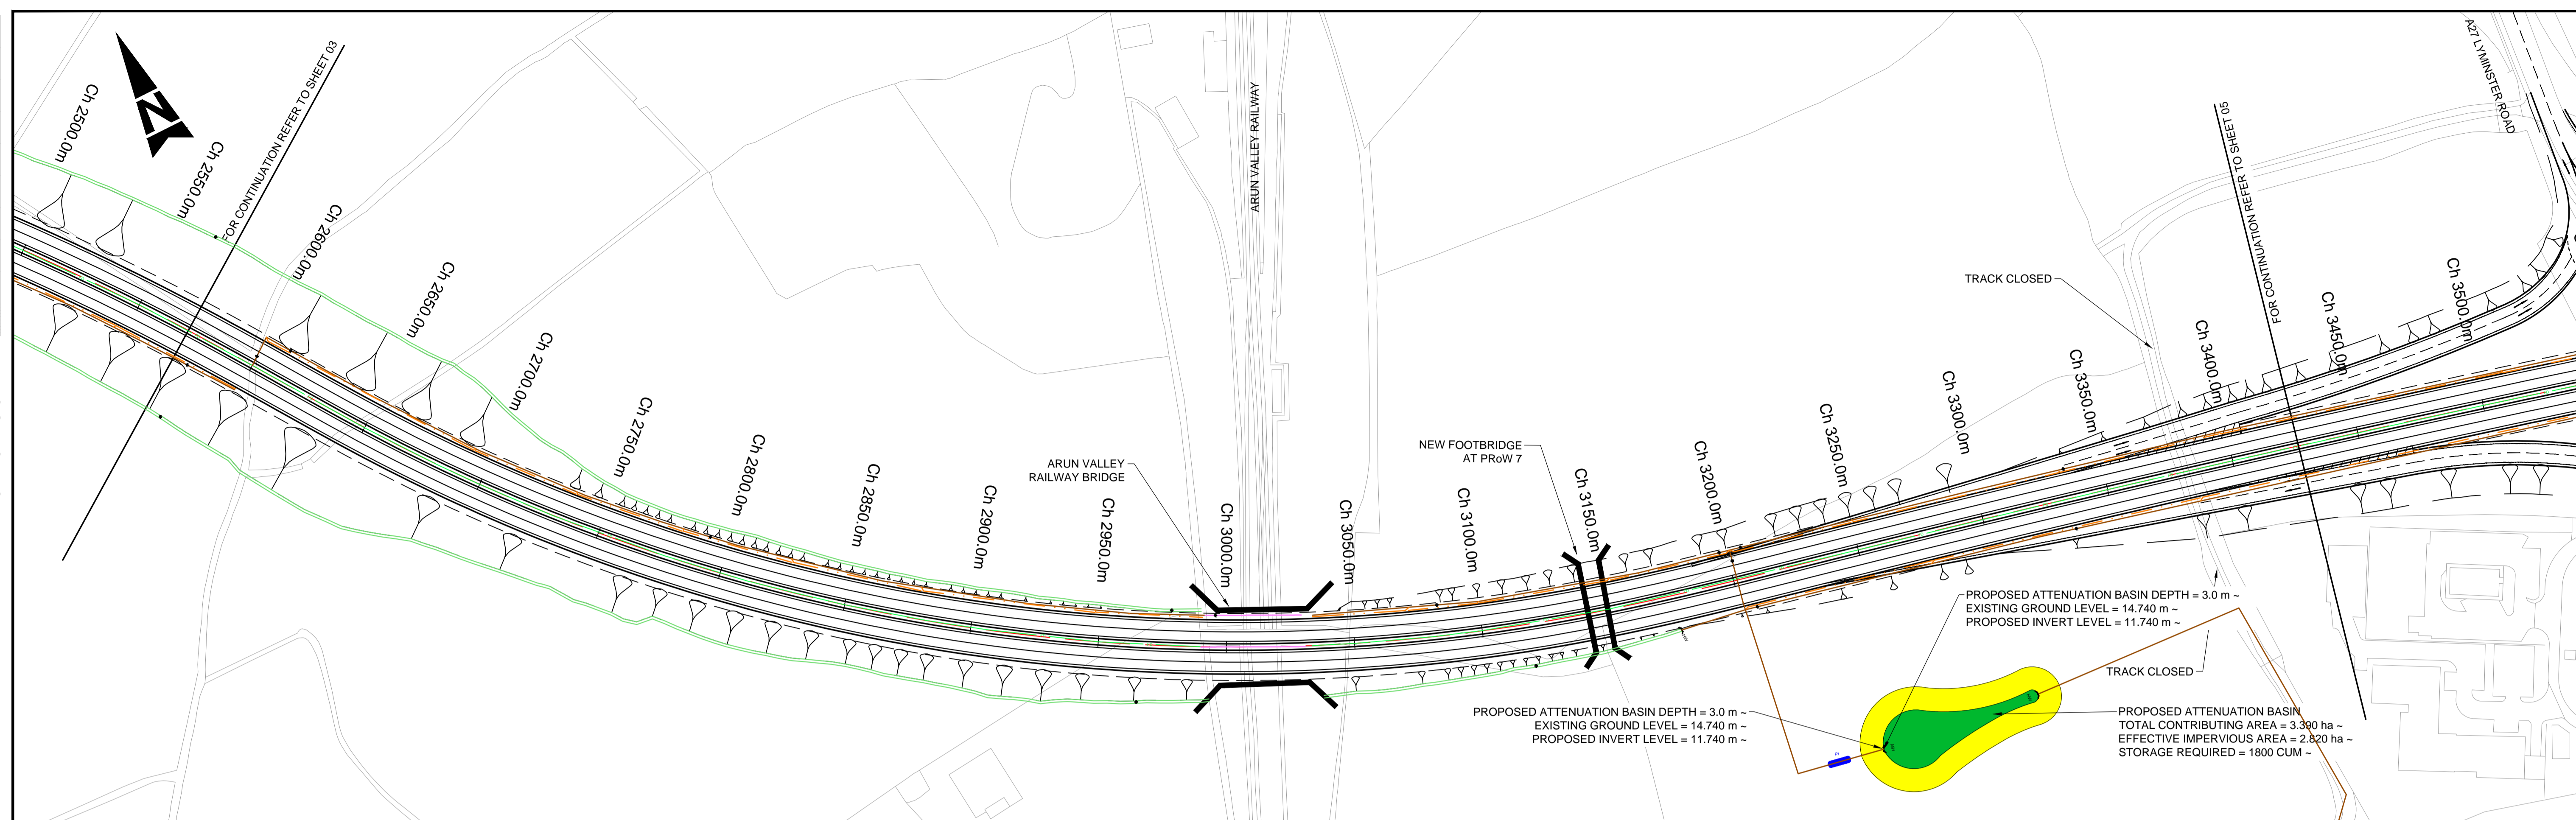 N
FOR CONTINUATION REFER TO SHEET 03
Ch 2500.0m
Ch 2550.0m
Ch 2600.0m
Ch 2650.0m
Ch 2700.0m
Ch 2750.0m
Ch 2800.0m
Ch 2850.0m
Ch 2900.0m
Ch 2950.0m
Ch 3000.0m
Ch 3050.0m
Ch 3100.0m
Ch 3150.0m
Ch 3200.0m
Ch 3250.0m
Ch 3300.0m
Ch 3350.0m
Ch 3400.0m
Ch 3450.0m
Ch 3500.0m
ARUN VALLEY RAILWAY
ARUN VALLEY
RAILWAY BRIDGE
NEW FOOTBRIDGE
AT PRoW 7
TRACK CLOSED
FOR CONTINUATION REFER TO SHEET 05
A27 LYMINSTER ROAD
PROPOSED ATTENUATION BASIN DEPTH = 3.0 m ~
EXISTING GROUND LEVEL = 14.740 m ~
PROPOSED INVERT LEVEL = 11.740 m ~
TRACK CLOSED
PROPOSED ATTENUATION BASIN DEPTH = 3.0 m ~
EXISTING GROUND LEVEL = 14.740 m ~
PROPOSED INVERT LEVEL = 11.740 m ~
PROPOSED ATTENUATION BASIN
TOTAL CONTRIBUTING AREA = 3.390 ha ~
EFFECTIVE IMPERVIOUS AREA = 2.820 ha ~
STORAGE REQUIRED = 1800 CUM ~